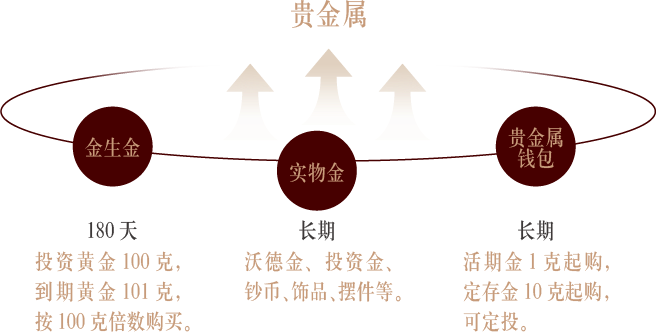 贵金属
金生金
实物金
贵金属
钱包
180 天
投资黄金 100 克，
到期黄金 101 克，
按 100 克倍数购买。
长期
沃德金、投资金、
钞币、饰品、摆件等。
长期
活期金 1 克起购，
定存金 10 克起购，
可定投。